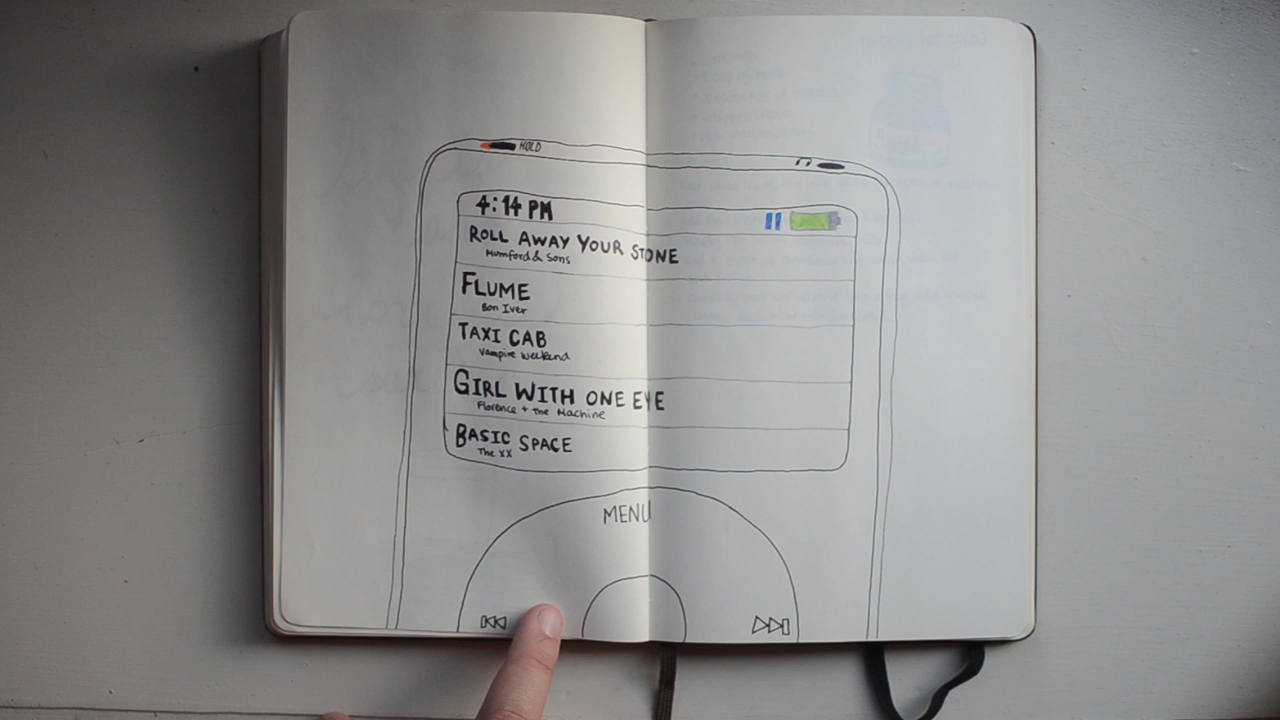 HOLD
4:14 PM
ROLL AWAY YOUR STONE
Mumford & Sons
FLUME
Bon Iver
TAXI CAB
Vampire Weekend
GIRL WITH ONE EYE
Florence + the Machine
BASIC SPACE
The XX
MENU